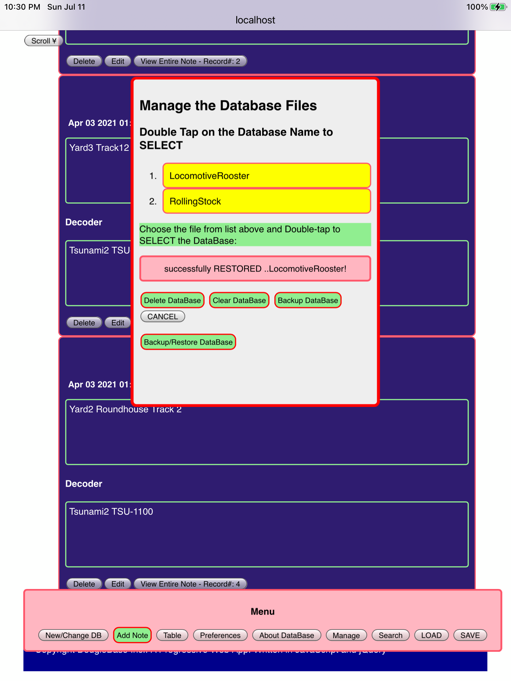 10:30 PM Sun Jul 11
100%
localhost
Scroll ¥
Delete Edit View Entire Note - Record#: 2
Manage the Database Files
Apr 03 2021 01:
Double Tap on the Database Name to
SELECT
Yard3 Track12
1. LocomotiveRooster
2. RollingStock
Decoder
Choose the file from list above and Double-tap to
SELECT the DataBase:
Tsunami2 TSU
successfully RESTORED ..LocomotiveRooster!
Delete DataBase Clear DataBase Backup DataBase
CANCEL
Delete Edit
Backup/Restore DataBase
Apr 03 2021 01:
Yard2 Roundhouse Track 2
Decoder
Tsunami2 TSU-1100
Delete Edit View Entire Note - Record#: 4
Menu
New/Change DB Add Note Table Preferences About DataBase Manage Search LOAD SAVE